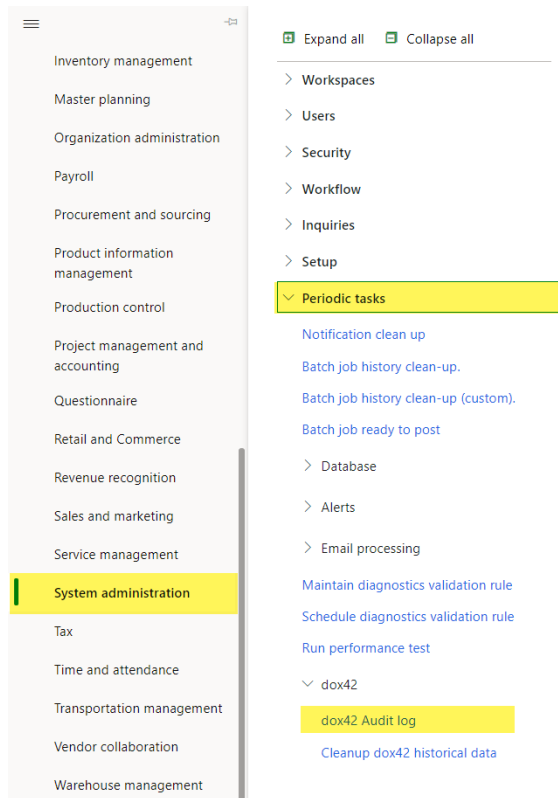 Inventory management
Master planning
Organization administration
Payroll
Procurement and sourcing
Product information
management
Production control
Project management and
accounting
Questionnaire
Retail and Commerce
Revenue recognition
Sales and marketing
Service management
System administration
Tax
Time and attendance
Transportation management
Vendor collaboration
Warehouse management
Expand all Collapse all
Workspaces
Users
Security
Workflow
Inquiries
Setup
Periodic tasks
Notification clean up
Batch job history clean-up.
Batch job history clean-up (custom).
Batch job ready to post
Database
Alerts
Email processing
Maintain diagnostics validation rule
Schedule diagnostics validation rule
Run performance test
dox42
dox42 Audit log
Cleanup dox42 historical data